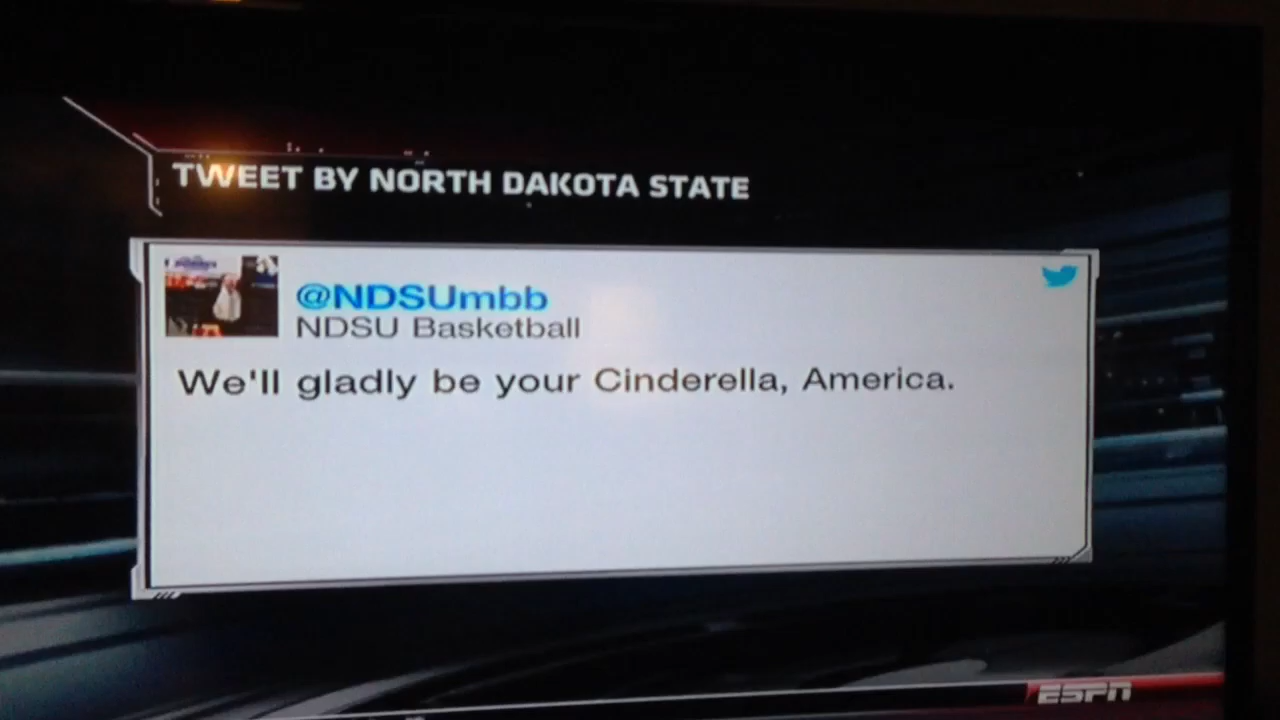 TWEET BY NORTH DAKOTA STATE
@NDSUmbb
NDSU Basketball
We'll gladly be your Cinderella, America.
ESPN